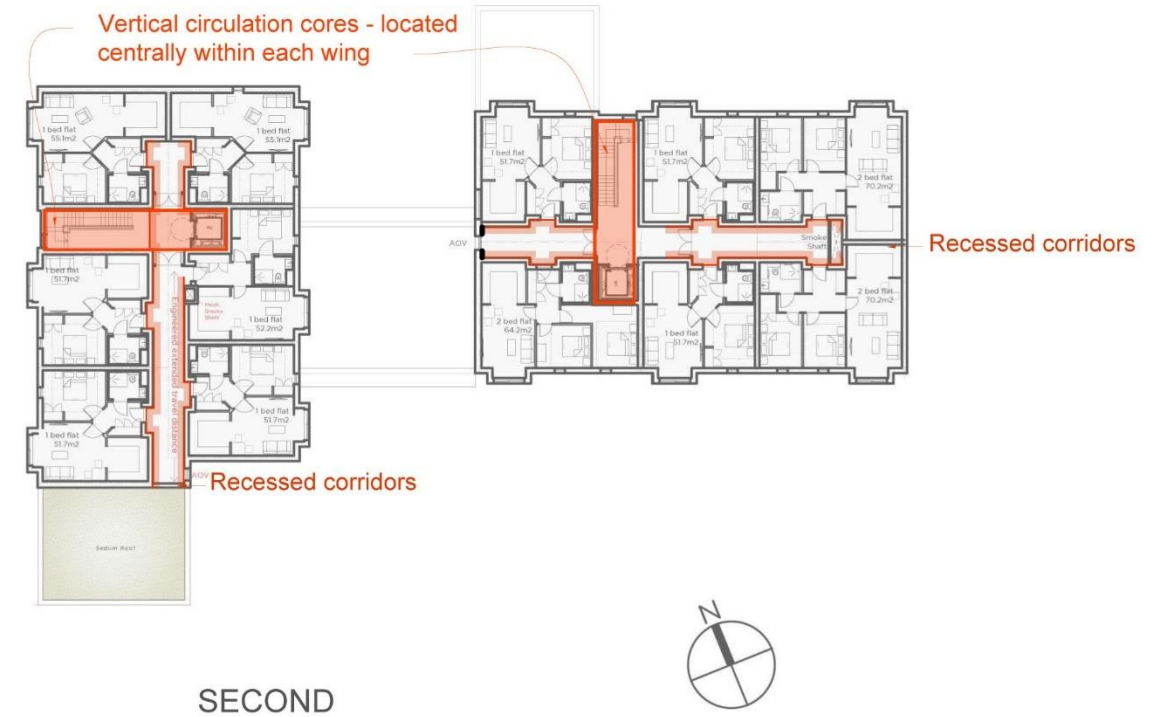 Vertical circulation cores - located
centrally within each wing
1 bed flat
55.1m2
1 bed flat
55.1m2
1 bed flat
51.7m2
1 bed flat
52.2m2
1 bed flat
51.7m2
1 bed flat
51.7m2
Engineered extended travel distance
AOV
Recessed corridors
Sedum Roof
1 bed flat
51.7m2
1 bed flat
51.7m2
2 bed flat
70.2m2
AOV
Smoke
Shaft
Recessed corridors
2 bed flat
64.2m2
1 bed flat
51.7m2
2 bed flat
70.2m2
N
SECOND